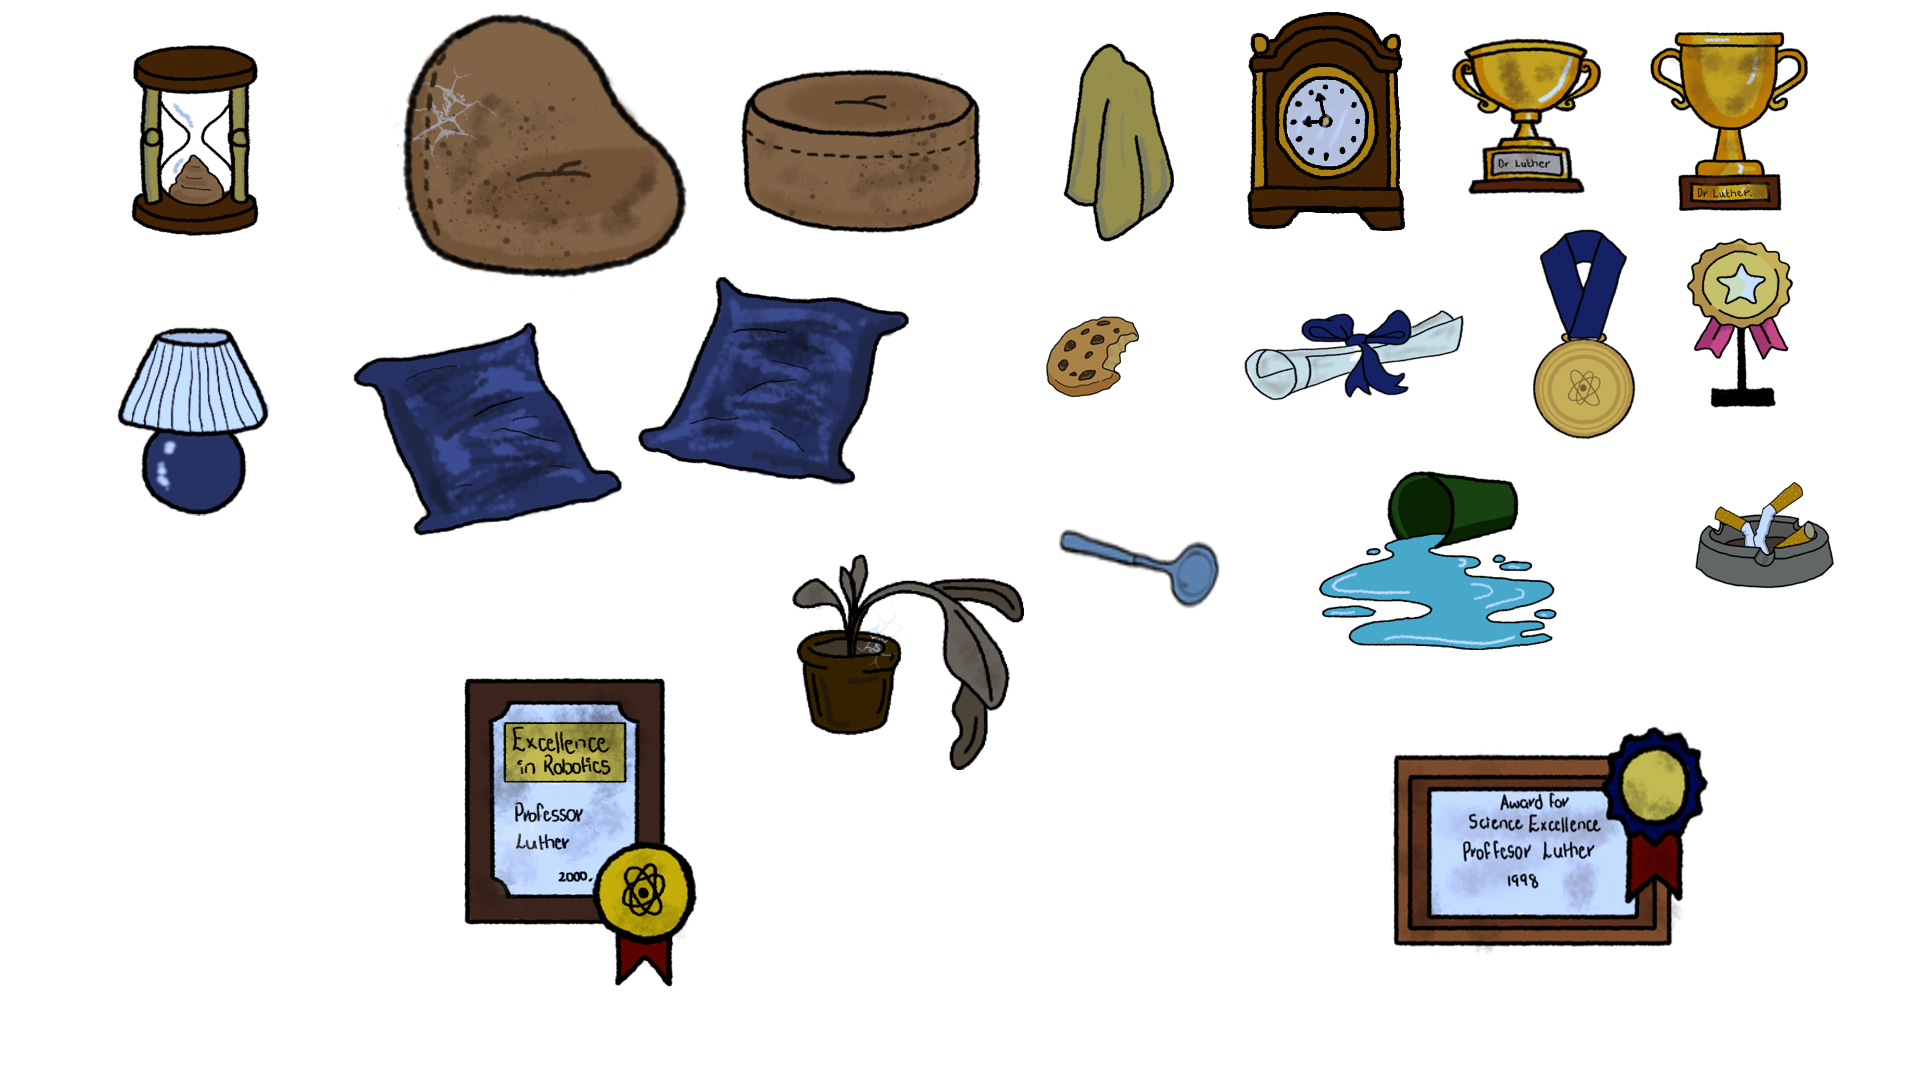 Dr Luther
Dr Luther.
Excellence
in Robotics
Professor
Luther
2000.
Award for
Science Excellence
Proffesor Luther
1998